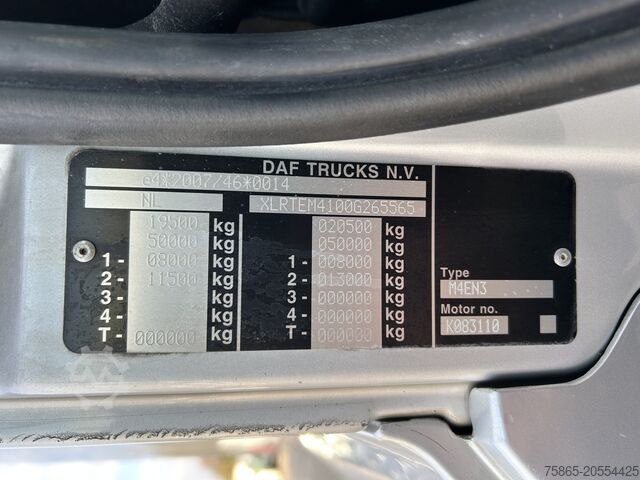 DAF TRUCKS N.V.
e4*2007/46*0014
NL XLRTEM4100G265565
19500 kg 020500 kg
50000 kg 050000 kg
1- 08000 kg 1- 008000 kg
2- 11500 kg 2- 013000 kg
3- kg 3- 000000 kg
4- kg 4- 000000 kg
T- 000000 kg T- 000000 kg
Type
M4EN3
Motor no.
K083110
75865-20554425